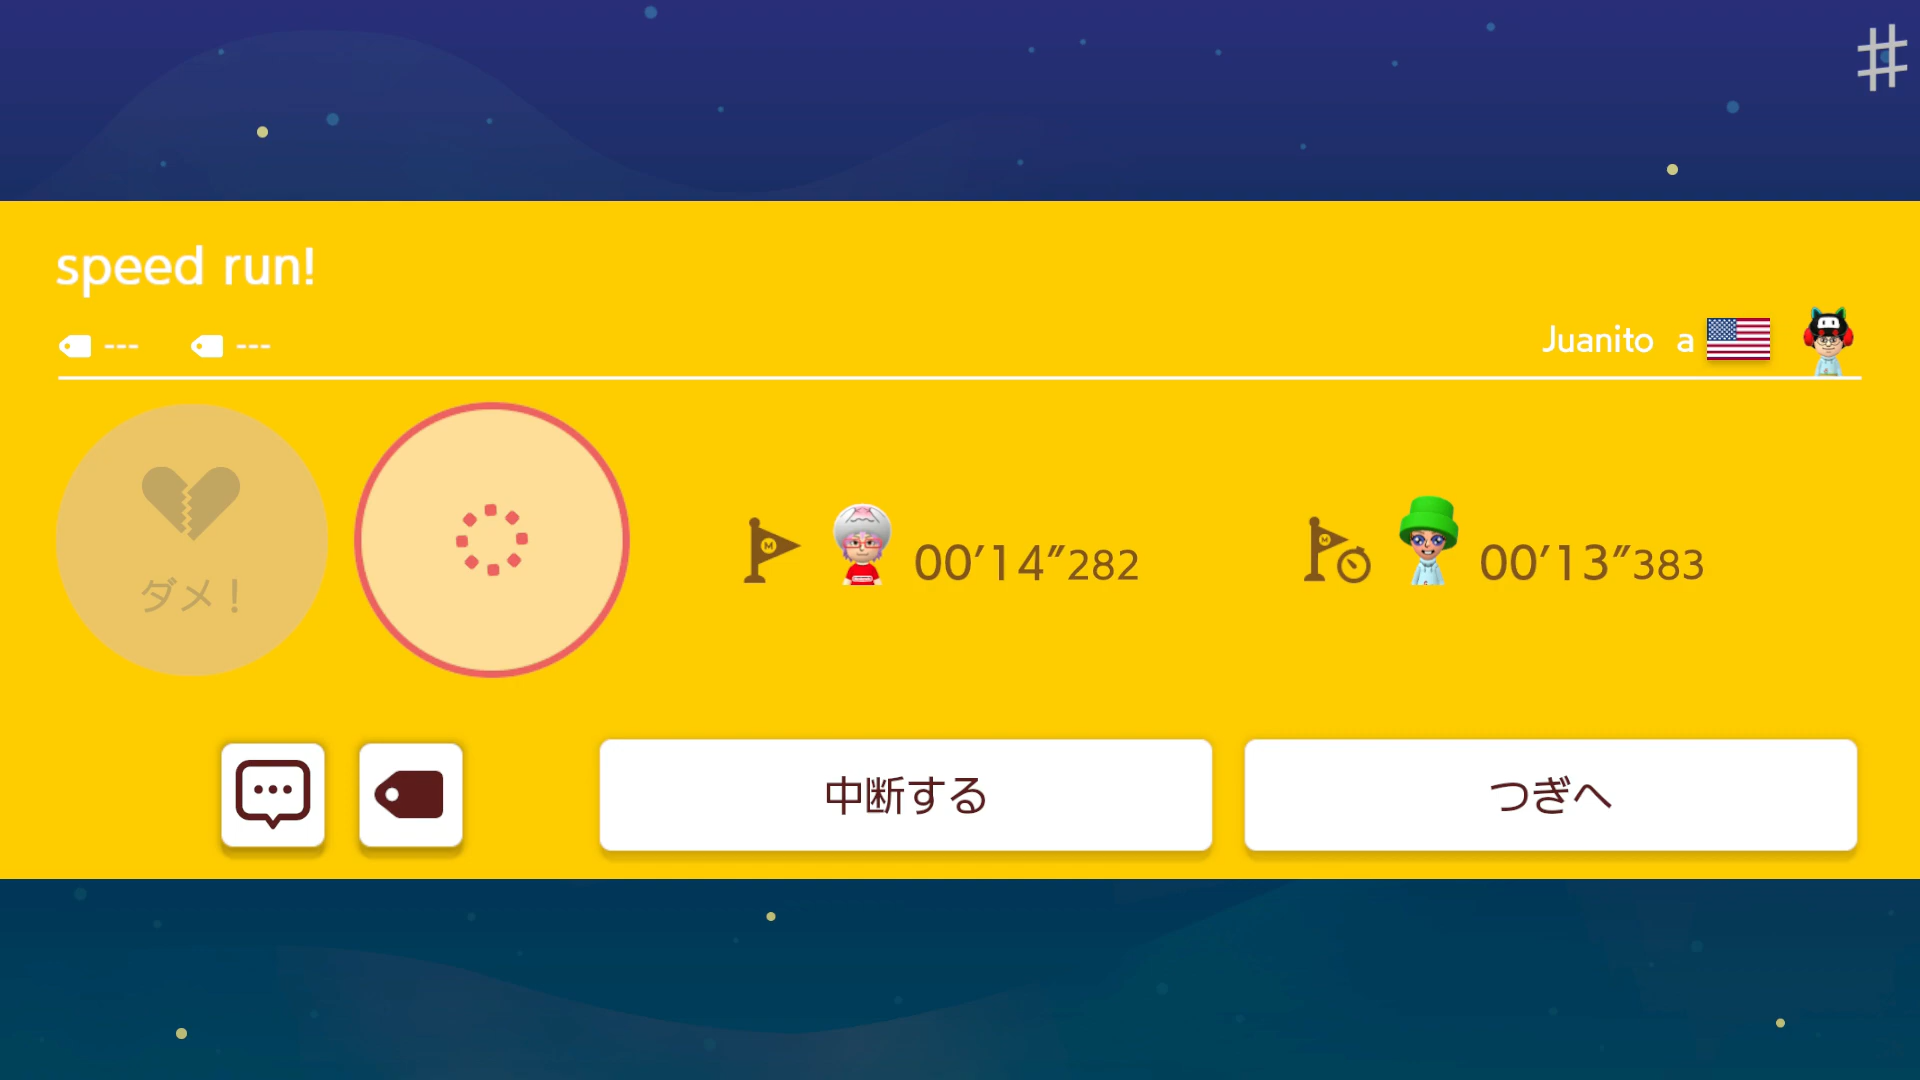 speed run!
--- ---
Juanito a
ダメ!
M 00′14″282
M 00′13″383
中断する
つぎへ